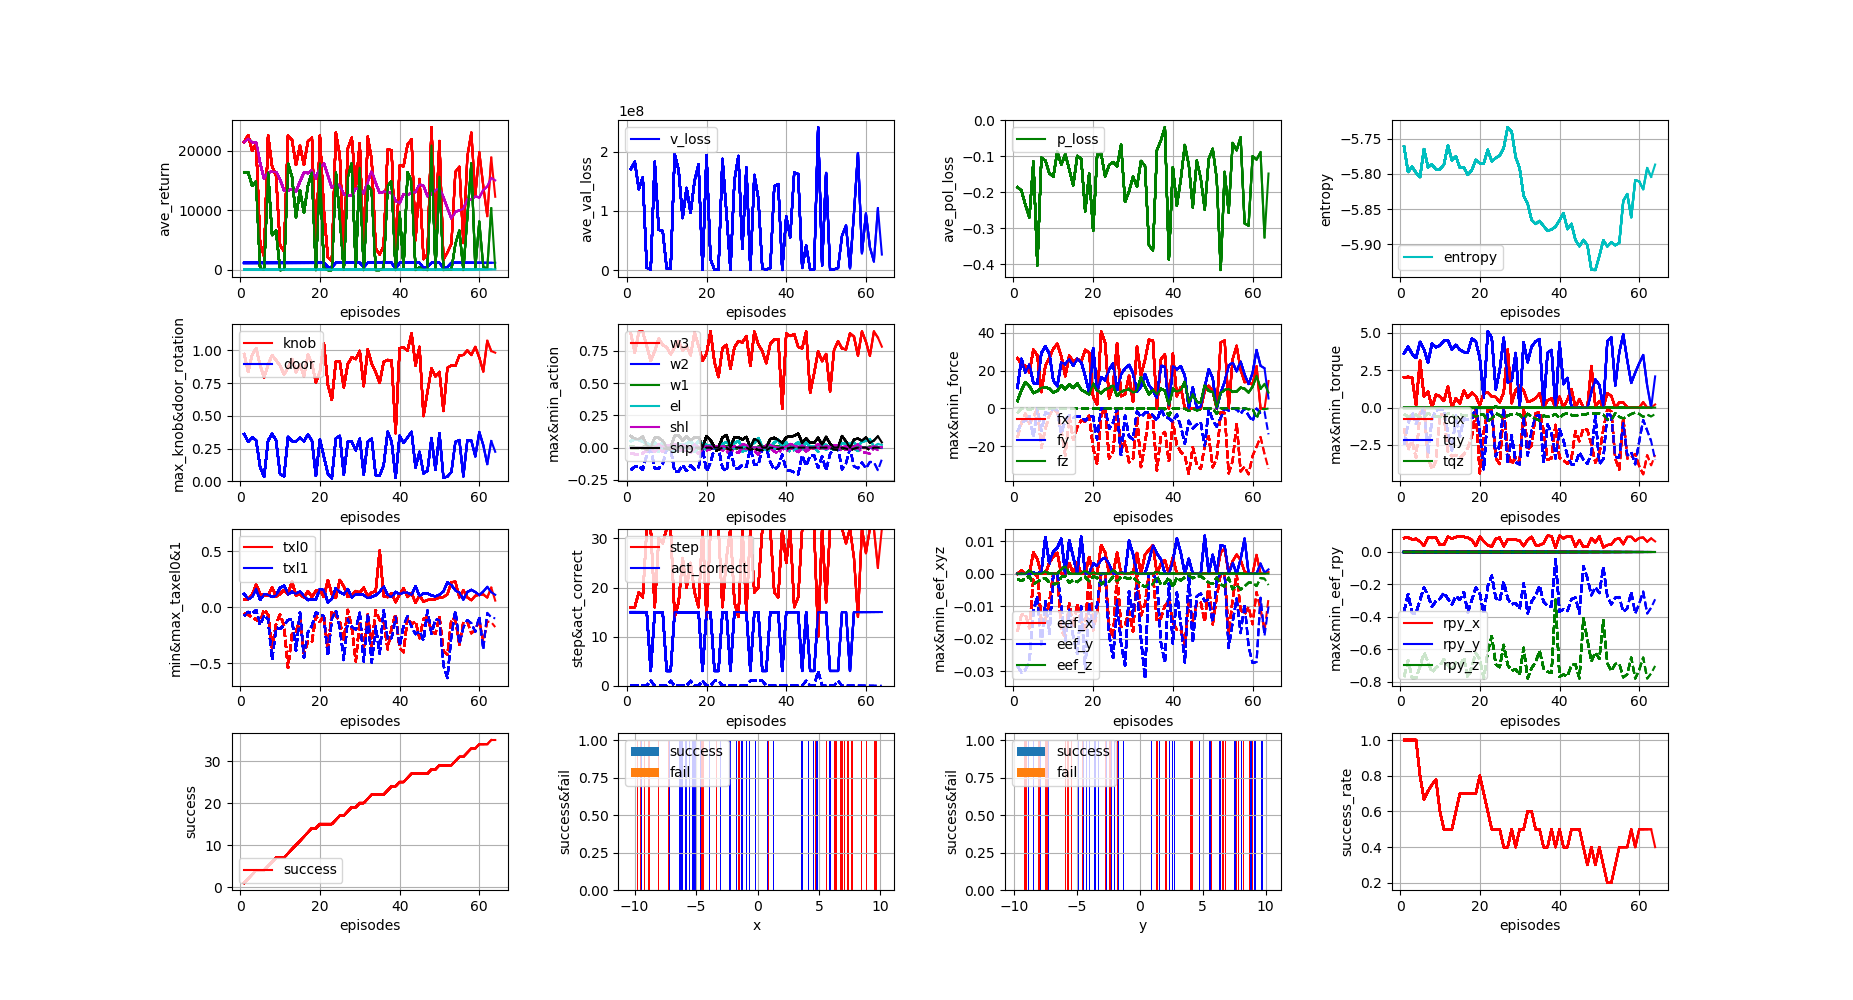 ave_return
20000
10000
0
0
20
40
60
episodes
1e8
ave_val_loss
v_loss
2
1
0
0
20
40
60
episodes
ave_pol_loss
p_loss
0.0
−0.1
−0.2
−0.3
−0.4
0
20
40
60
episodes
entropy
−5.75
−5.80
−5.85
−5.90
entropy
0
20
40
60
episodes
max_knob&door_rotation
knob
door
1.00
0.75
0.50
0.25
0.00
0
20
40
60
episodes
max&min_action
w3
w2
w1
el
shl
shp
0.75
0.50
0.25
0.00
−0.25
0
20
40
60
episodes
max&min_force
40
20
0
−20
fx
fy
fz
0
20
40
60
episodes
max&min_torque
5.0
2.5
0.0
−2.5
tqx
tqy
tqz
0
20
40
60
episodes
min&max_taxel0&1
txl0
txl1
0.5
0.0
−0.5
0
20
40
60
episodes
step&act_correct
step
act_correct
30
20
10
0
0
20
40
60
episodes
max&min_eef_xyz
0.01
0.00
−0.01
−0.02
−0.03
eef_x
eef_y
eef_z
0
20
40
60
episodes
max&min_eef_rpy
0.0
−0.2
−0.4
−0.6
−0.8
rpy_x
rpy_y
rpy_z
0
20
40
60
episodes
success
30
20
10
0
success
0
20
40
60
episodes
success&fail
success
fail
1.00
0.75
0.50
0.25
0.00
−10
−5
0
5
10
x
success&fail
success
fail
1.00
0.75
0.50
0.25
0.00
−10
−5
0
5
10
y
success_rate
1.0
0.8
0.6
0.4
0.2
0
20
40
60
episodes